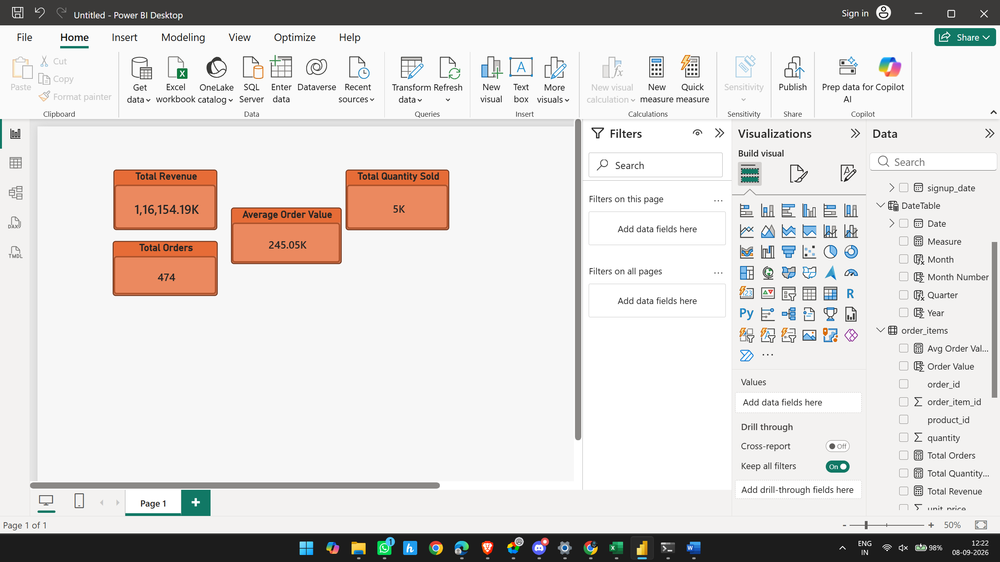 Untitled - Power BI Desktop
Sign in
File
Home
Insert
Modeling
View
Optimize
Help
Share
Paste
Cut
Copy
Format painter
Clipboard
Get data
Excel workbook
OneLake catalog
SQL Server
Enter data
Dataverse
Recent sources
Data
Transform data
Refresh
Queries
New visual
Text box
More visuals
Insert
New visual calculation
New measure
Quick measure
Calculations
Sensitivity
Sensitivity
Publish
Share
Prep data for AI
Copilot
Copilot
DAX
TMDL
Total Revenue
1,16,154.19K
Total Orders
474
Average Order Value
245.05K
Total Quantity Sold
5K
Filters
Search
Filters on this page
...
Add data fields here
Filters on all pages
...
Add data fields here
Visualizations
Build visual
123
R
Py
...
Values
Add data fields here
Drill through
Cross-report
Off
Keep all filters
On
Add drill-through fields here
Data
Search
signup_date
DateTable
Date
Measure
Month
Month Number
Quarter
Year
order_items
Avg Order Val...
Order Value
order_id
order_item_id
product_id
quantity
Total Orders
Total Quantity...
Total Revenue
unit_price
Page 1
Page 1 of 1
50%
1
ENG
IN
98%
12:22
08-09-2026